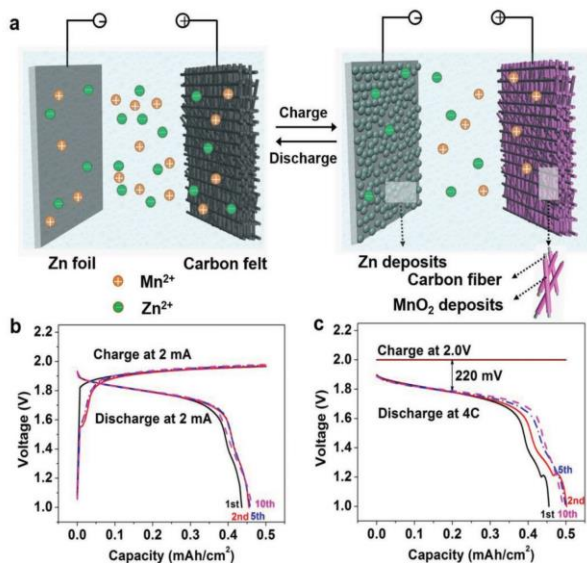 a
Charge
Discharge
Zn foil
Carbon felt
Zn deposits
Carbon fiber
MnO2 deposits
Mn2+
Zn2+
b
2.2
2.0
1.8
1.6
1.4
1.2
1.0
Voltage (V)
Charge at 2 mA
Discharge at 2 mA
1st
10th
2nd
5th
0.0 0.1 0.2 0.3 0.4 0.5
Capacity (mAh/cm2)
c
2.2
2.0
1.8
1.6
1.4
1.2
1.0
Voltage (V)
Charge at 2.0V
220 mV
Discharge at 4C
5th
2nd
1st
10th
0.0 0.1 0.2 0.3 0.4 0.5
Capacity (mAh/cm2)